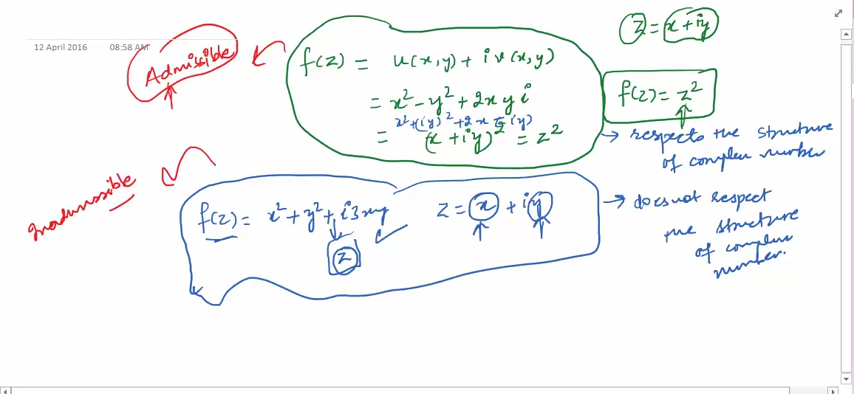 z = x + iy
12 April 2016 08:58 AM
Admissible
f(z) = u(x,y) + i v(x,y)
= x² - y² + 2xyi
x² + (iy)² + 2x (iy)
= (x + iy)² = z²
f(z) = z²
→ respects the structure
of complex number
Inadmissible
f(z) = x² + y² + i3xy
z = x + iy
z
→ does not respect
the structure
of complex
number.